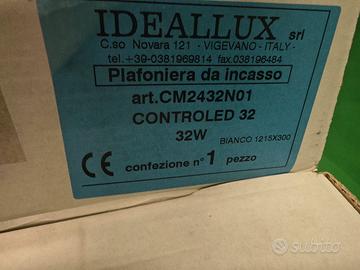 IDEALLUX srl
C.so Novara 121 - VIGEVANO - ITALY -
tel.+39-0381969814 fax.038196484
Plafoniera da incasso
art.CM2432N01
CONTROLED 32
32W
BIANCO 1215X300
CE confezione n° 1 pezzo
subito